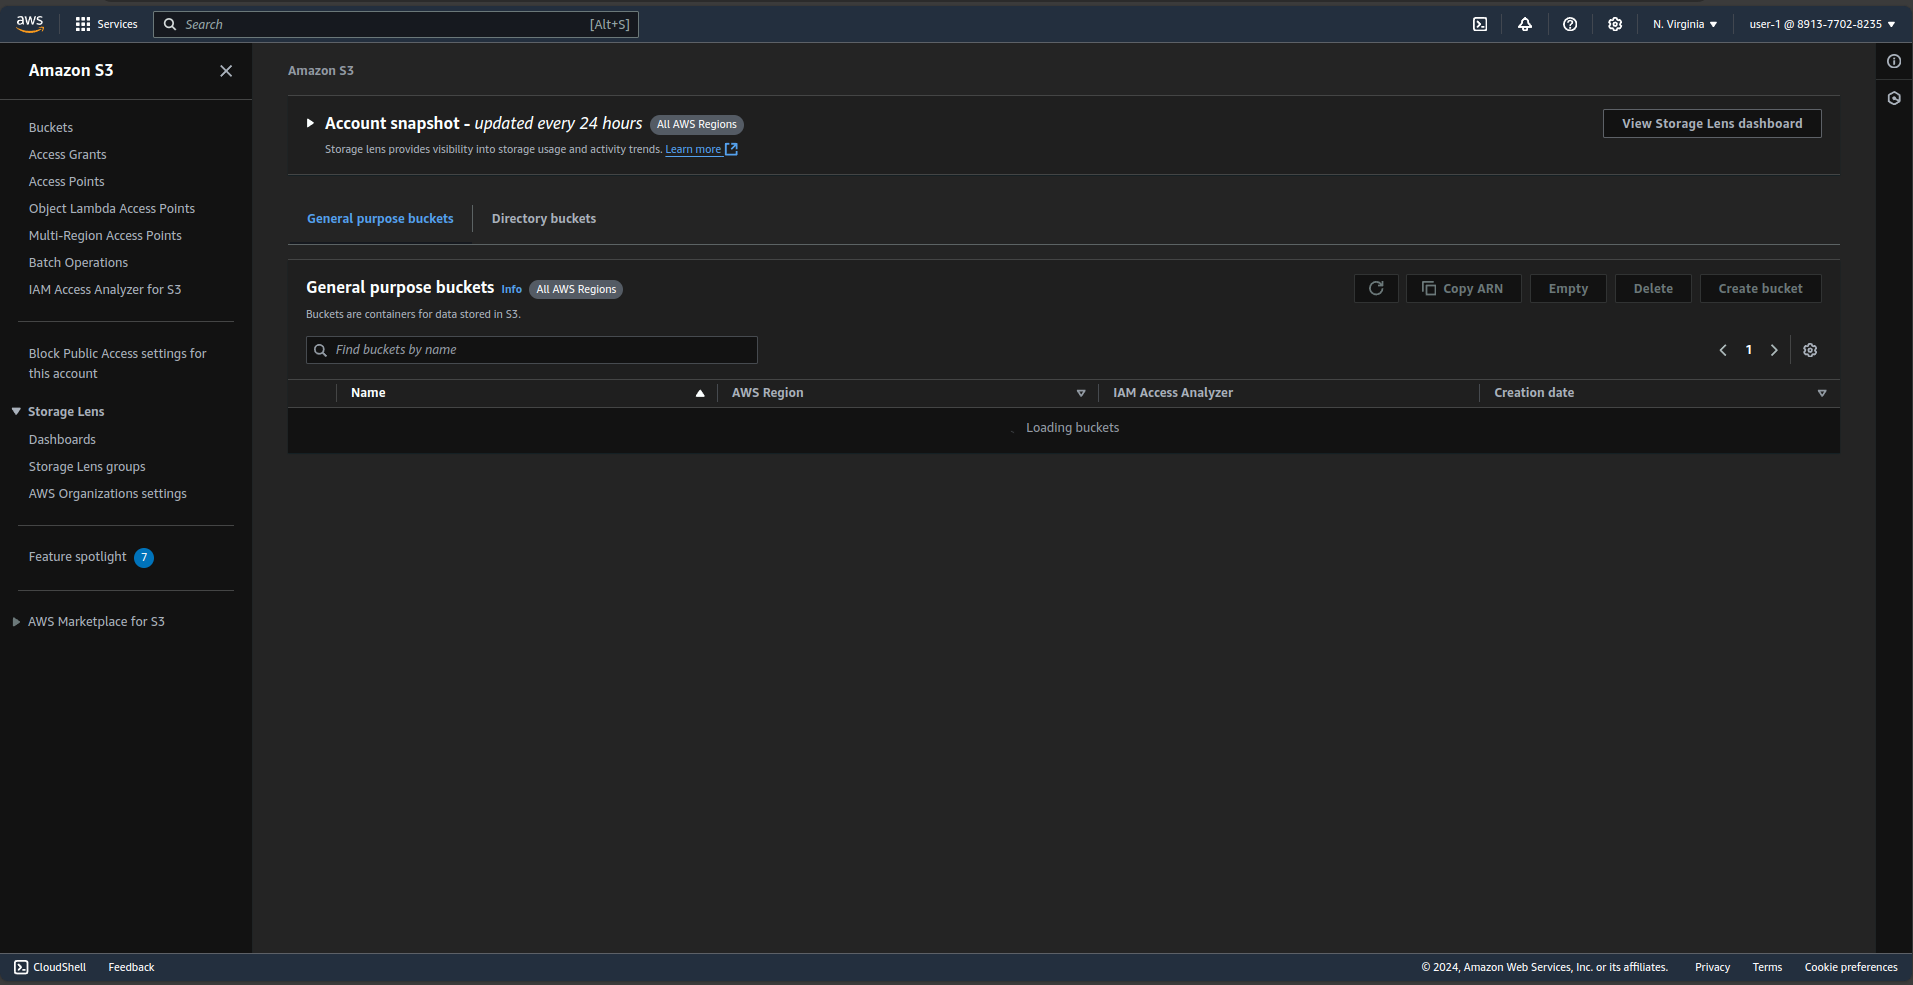 aws
Services
Search
[Alt+S]
N. Virginia
user-1 @ 8913-7702-8235
Amazon S3
Buckets
Access Grants
Access Points
Object Lambda Access Points
Multi-Region Access Points
Batch Operations
IAM Access Analyzer for S3
Block Public Access settings for
this account
Storage Lens
Dashboards
Storage Lens groups
AWS Organizations settings
Feature spotlight 7
AWS Marketplace for S3
Amazon S3
Account snapshot - updated every 24 hours All AWS Regions
Storage lens provides visibility into storage usage and activity trends. Learn more
View Storage Lens dashboard
General purpose buckets
Directory buckets
General purpose buckets Info All AWS Regions
Buckets are containers for data stored in S3.
Copy ARN
Empty
Delete
Create bucket
Find buckets by name
1
Name
AWS Region
IAM Access Analyzer
Creation date
Loading buckets
CloudShell
Feedback
© 2024, Amazon Web Services, Inc. or its affiliates.
Privacy
Terms
Cookie preferences